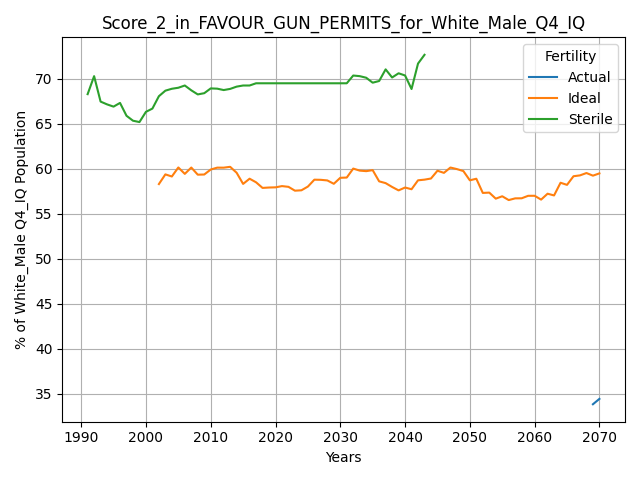 Score_2_in_FAVOUR_GUN_PERMITS_for_White_Male_Q4_IQ
% of White_Male Q4_IQ Population
70
65
60
55
50
45
40
35
Fertility
Actual
Ideal
Sterile
1990 2000 2010 2020 2030 2040 2050 2060 2070
Years